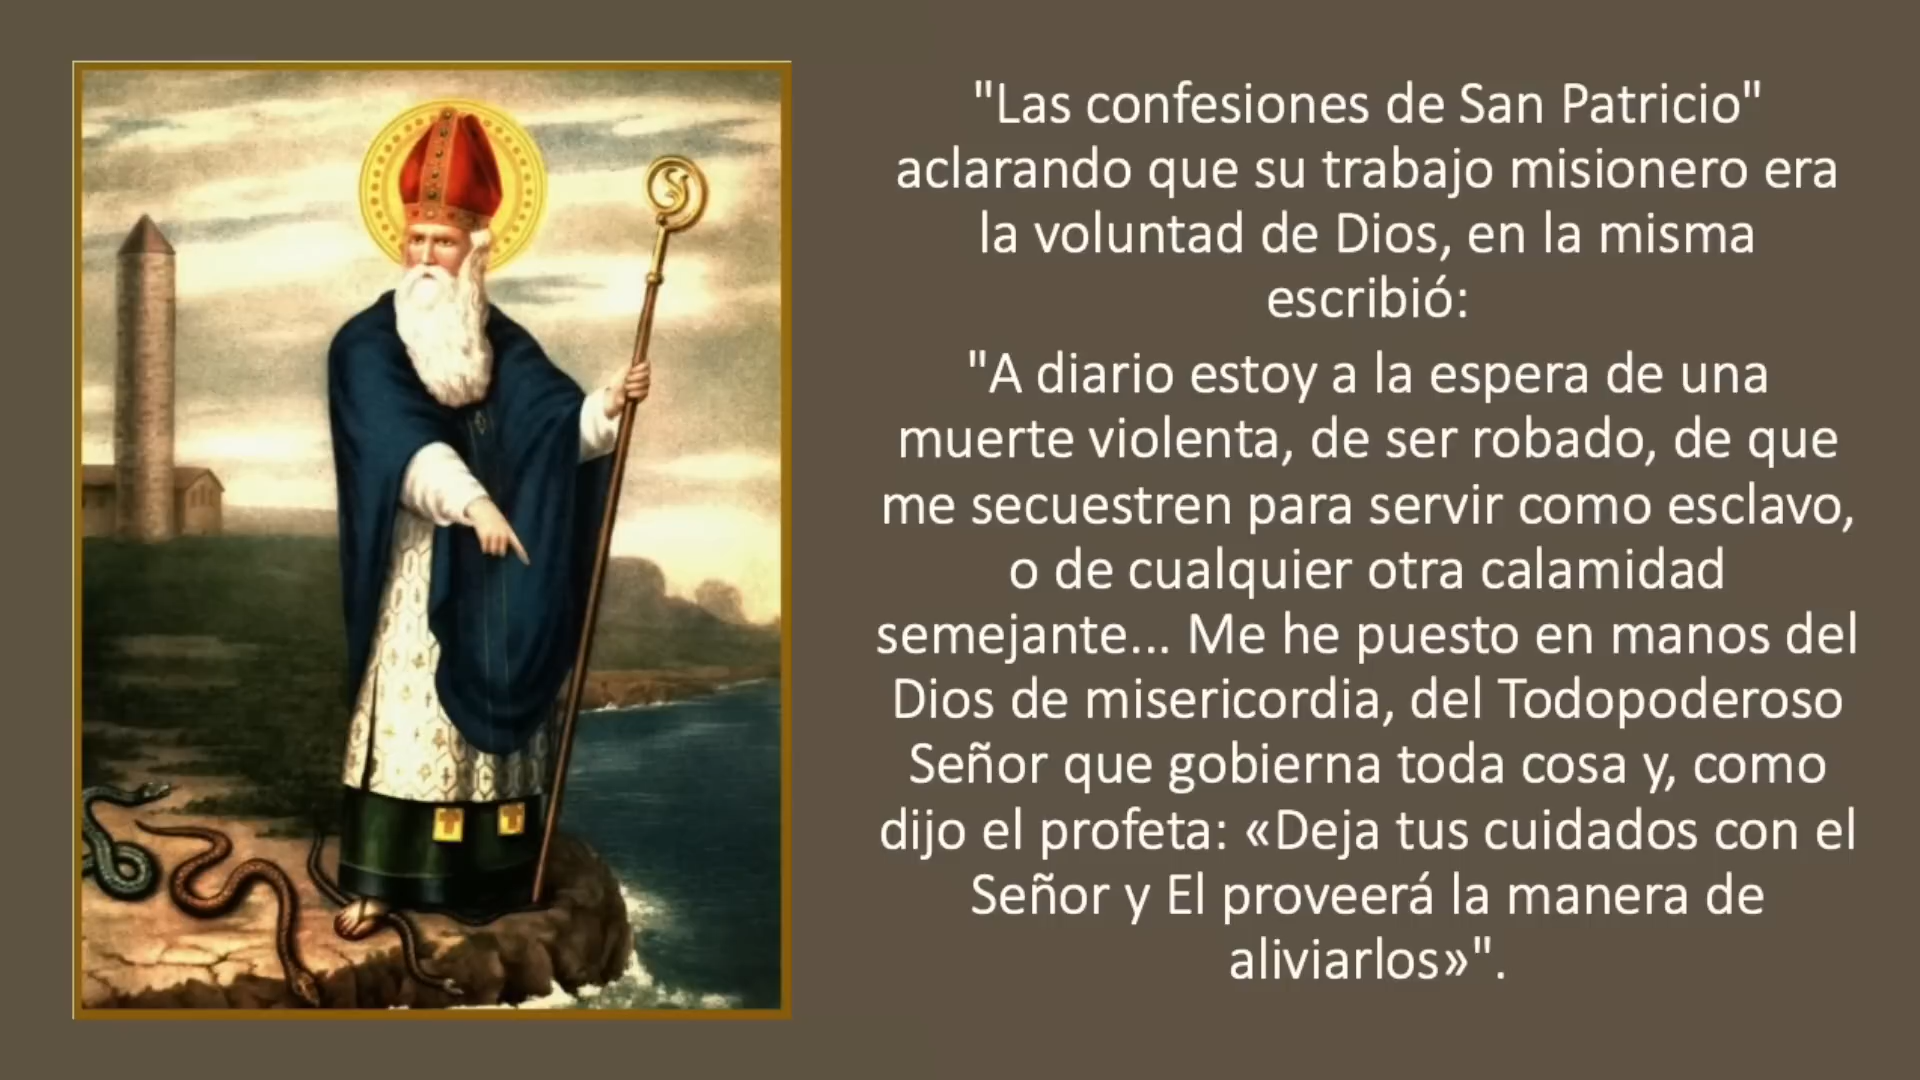 "Las confesiones de San Patricio"
aclarando que su trabajo misionero era
la voluntad de Dios, en la misma
escribió:
"A diario estoy a la espera de una
muerte violenta, de ser robado, de que
me secuestren para servir como esclavo,
o de cualquier otra calamidad
semejante... Me he puesto en manos del
Dios de misericordia, del Todopoderoso
Señor que gobierna toda cosa y, como
dijo el profeta: «Deja tus cuidados con el
Señor y El proveerá la manera de
aliviarlos»".